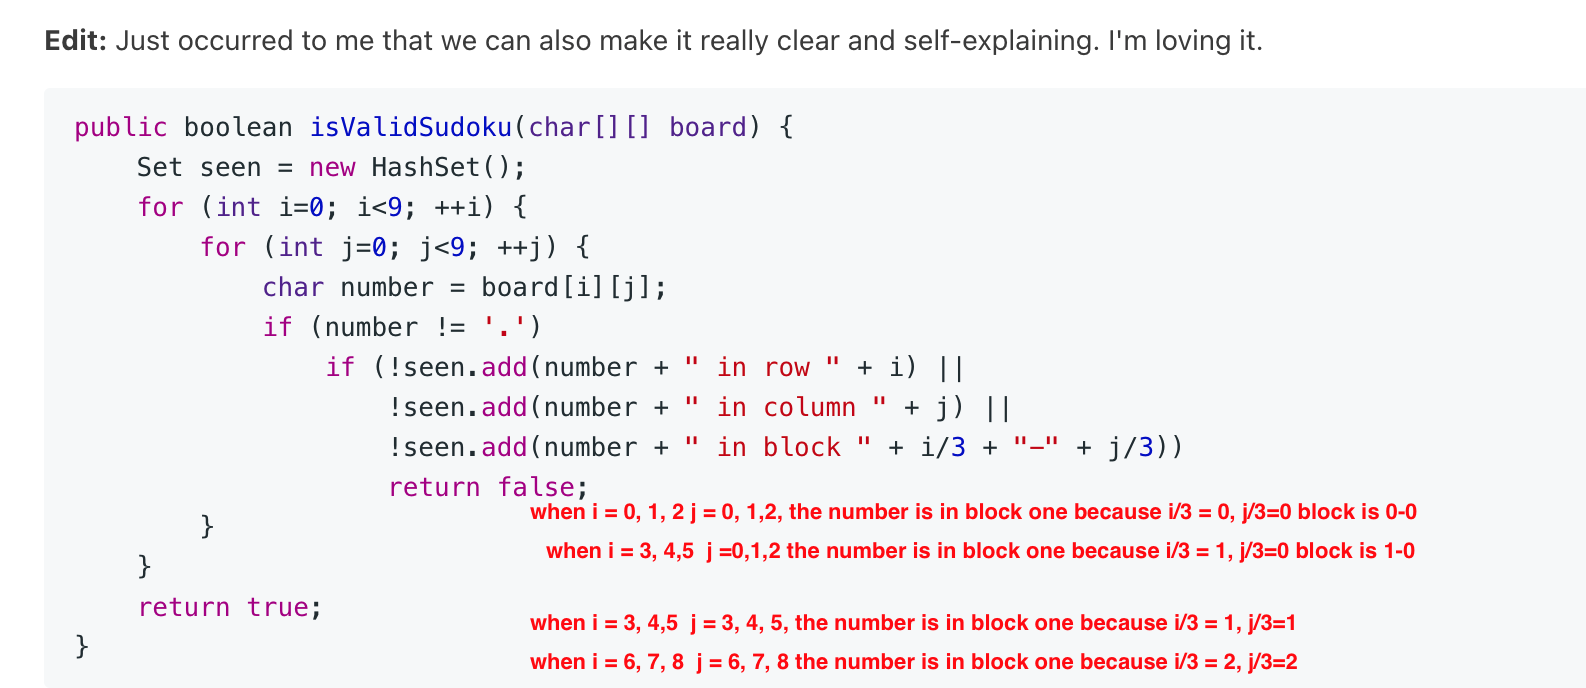 Edit: Just occurred to me that we can also make it really clear and self-explaining. I'm loving it.
public boolean isValidSudoku(char[][] board) {
    Set seen = new HashSet();
    for (int i=0; i<9; ++i) {
        for (int j=0; j<9; ++j) {
            char number = board[i][j];
            if (number != '.')
                if (!seen.add(number + " in row " + i) ||
                    !seen.add(number + " in column " + j) ||
                    !seen.add(number + " in block " + i/3 + "-" + j/3))
                    return false;
when i = 0, 1, 2 j = 0, 1,2, the number is in block one because i/3 = 0, j/3=0 block is 0-0
        }
when i = 3, 4,5  j =0,1,2 the number is in block one because i/3 = 1, j/3=0 block is 1-0
    }
    return true;
when i = 3, 4,5  j = 3, 4, 5, the number is in block one because i/3 = 1, j/3=1
}
when i = 6, 7, 8  j = 6, 7, 8 the number is in block one because i/3 = 2, j/3=2